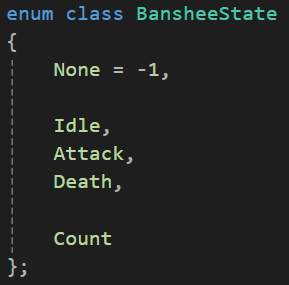 enum class BansheeState
{
None = -1,
Idle,
Attack,
Death,
Count
};